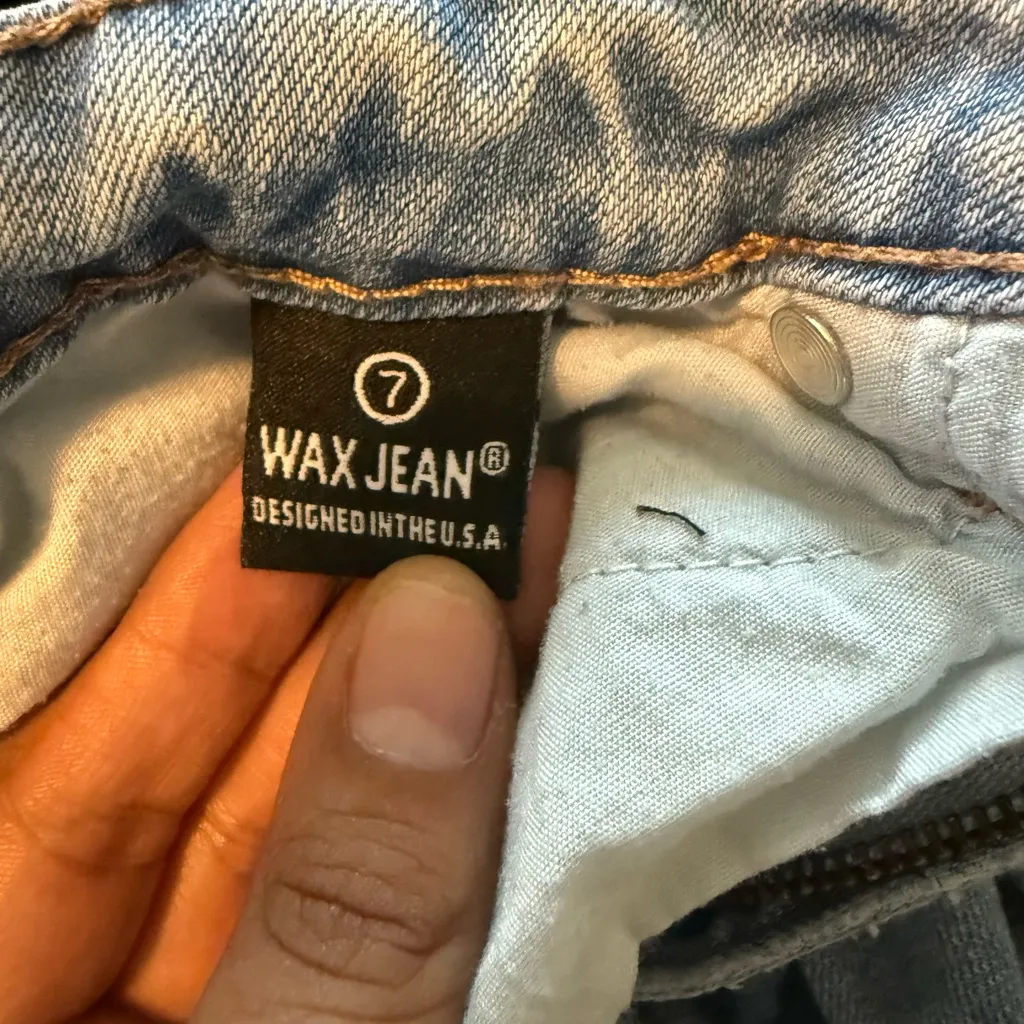 7
WAX JEAN®
DESIGNED IN THE U.S.A.